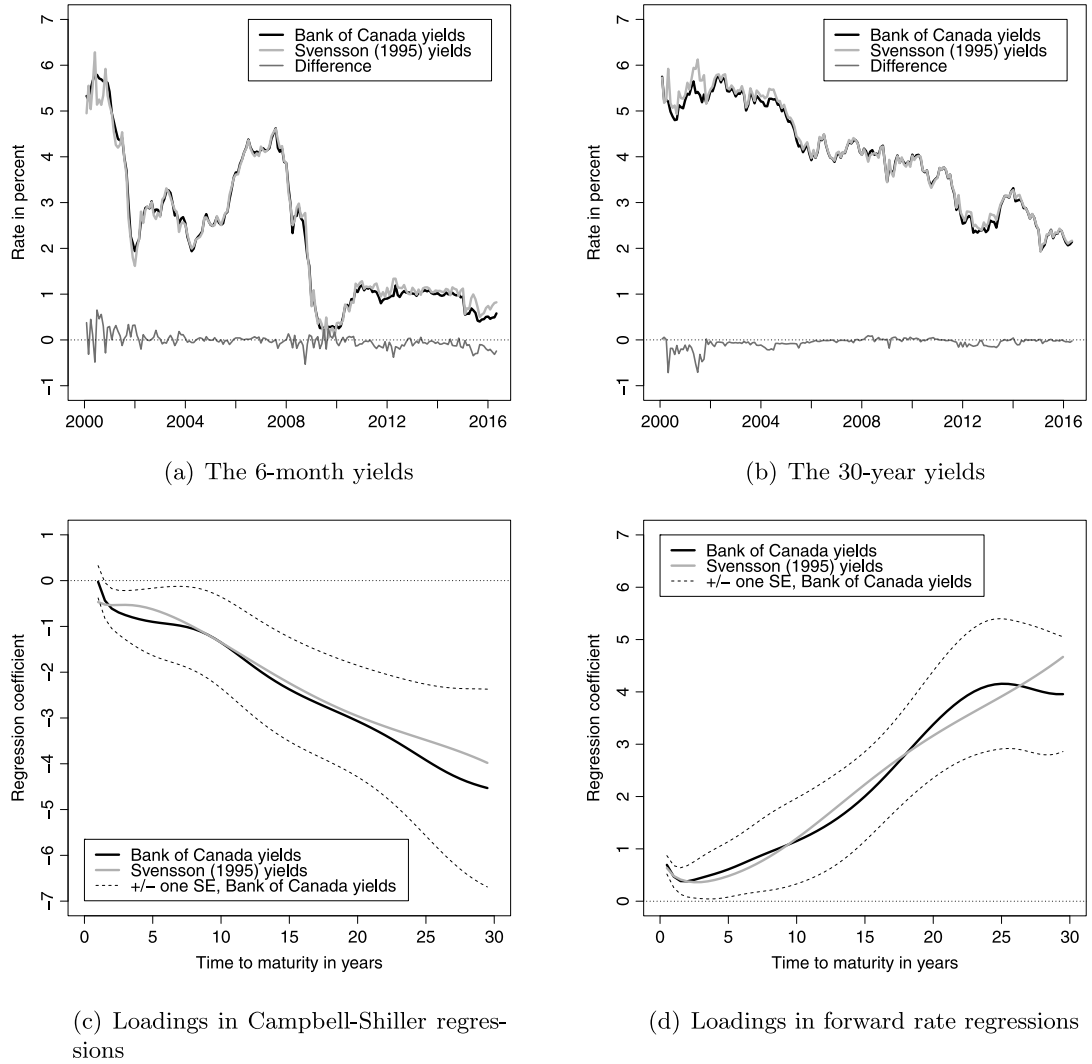 Bank of Canada yields
Svensson (1995) yields
Difference
Rate in percent
7
6
5
4
3
2
1
0
−1
2000 2004 2008 2012 2016
(a) The 6-month yields
Bank of Canada yields
Svensson (1995) yields
Difference
Rate in percent
7
6
5
4
3
2
1
0
−1
2000 2004 2008 2012 2016
(b) The 30-year yields
Regression coefficient
1
0
−1
−2
−3
−4
−5
−6
−7
Bank of Canada yields
Svensson (1995) yields
+/− one SE, Bank of Canada yields
0 5 10 15 20 25 30
Time to maturity in years
(c) Loadings in Campbell-Shiller regres-
sions
Bank of Canada yields
Svensson (1995) yields
+/− one SE, Bank of Canada yields
Regression coefficient
7
6
5
4
3
2
1
0
0 5 10 15 20 25 30
Time to maturity in years
(d) Loadings in forward rate regressions